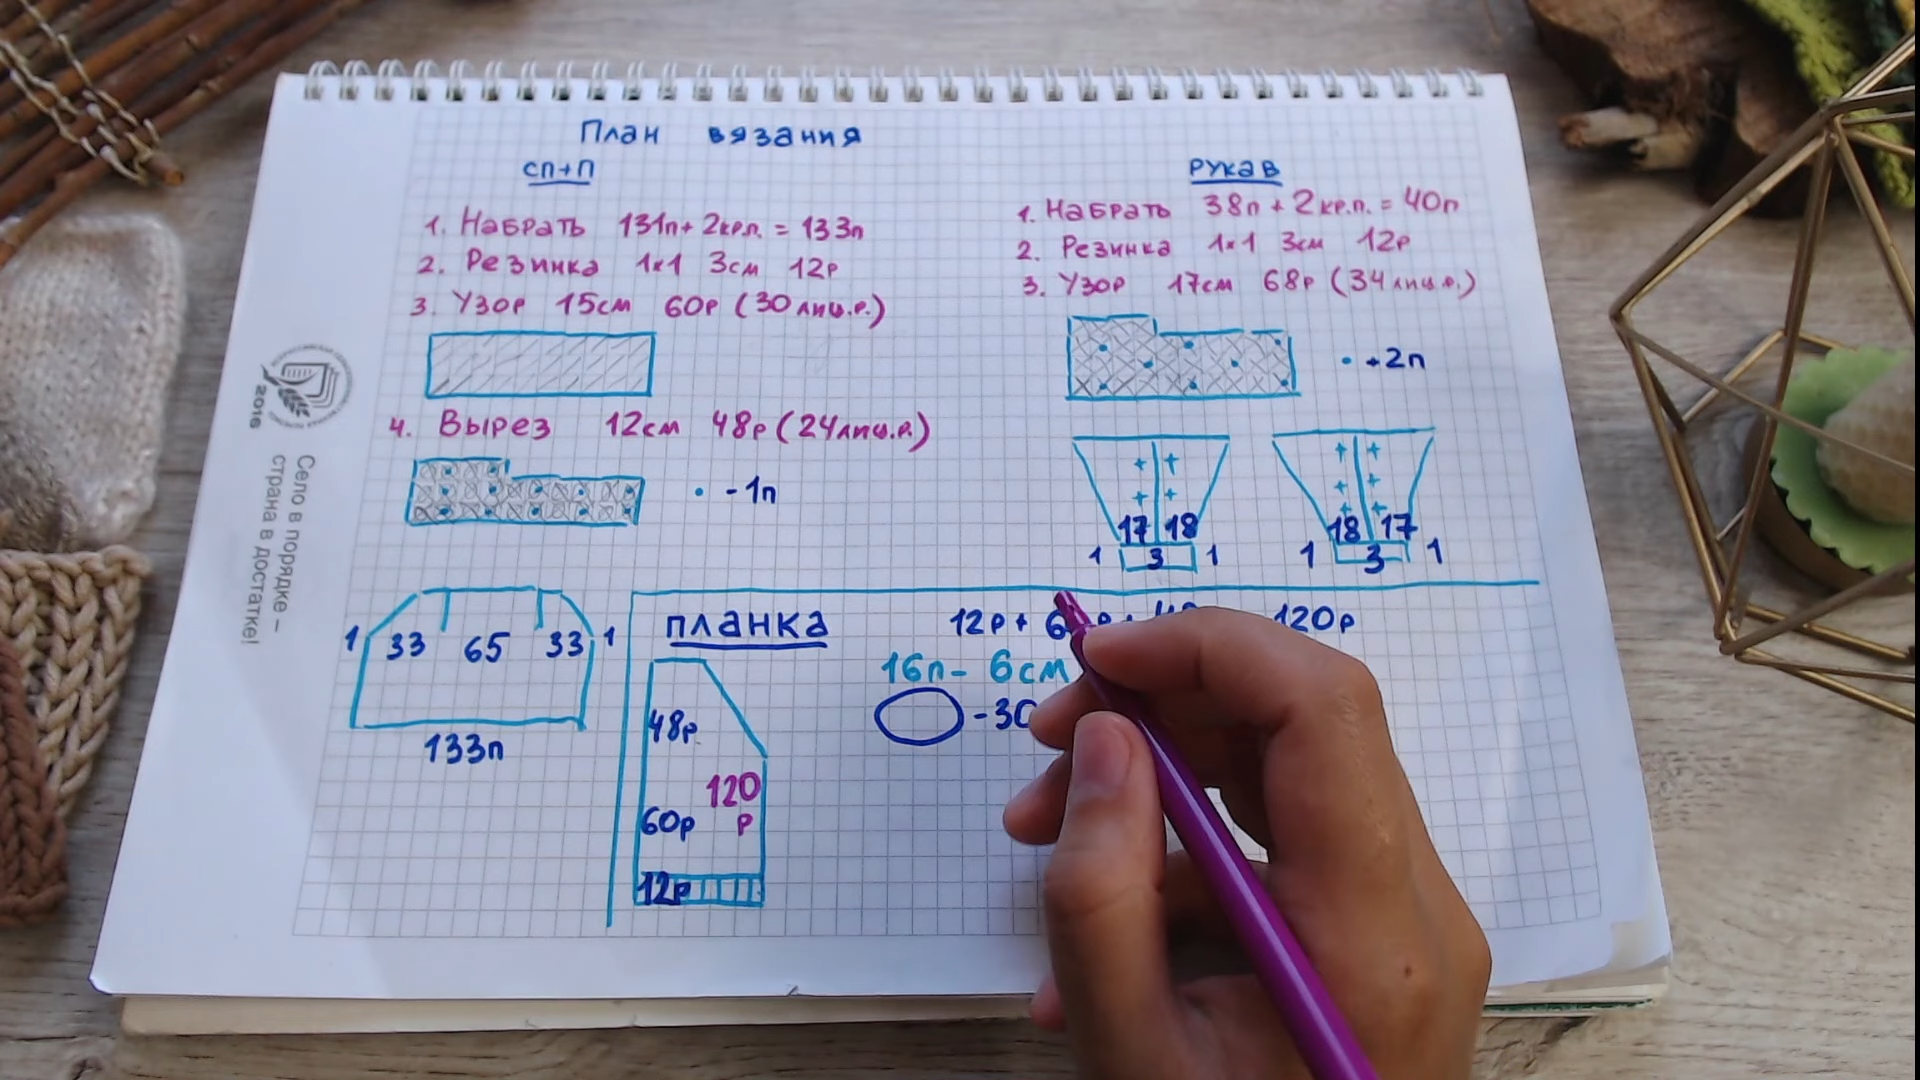 План вязания
сп+п
1. Набрать 131п+2кр.п. = 133п
2. Резинка 1x1 3см 12р
3. Узор 15см 60р (30лиц.р.)
4. Вырез 12см 48р (24лиц.р.)
• -1п
1 33 65 33 1
133п
рукав
1. Набрать 38п+2кр.п. = 40п
2. Резинка 1x1 3см 12р
3. Узор 17см 68р (34лиц.р.)
• +2п
17 18
1 3 1
18 17
1 3 1
планка
12р+ 120р
16п- 6см
48р
120
р
60р
12р
Село в порядке –
страна в достатке!
2016